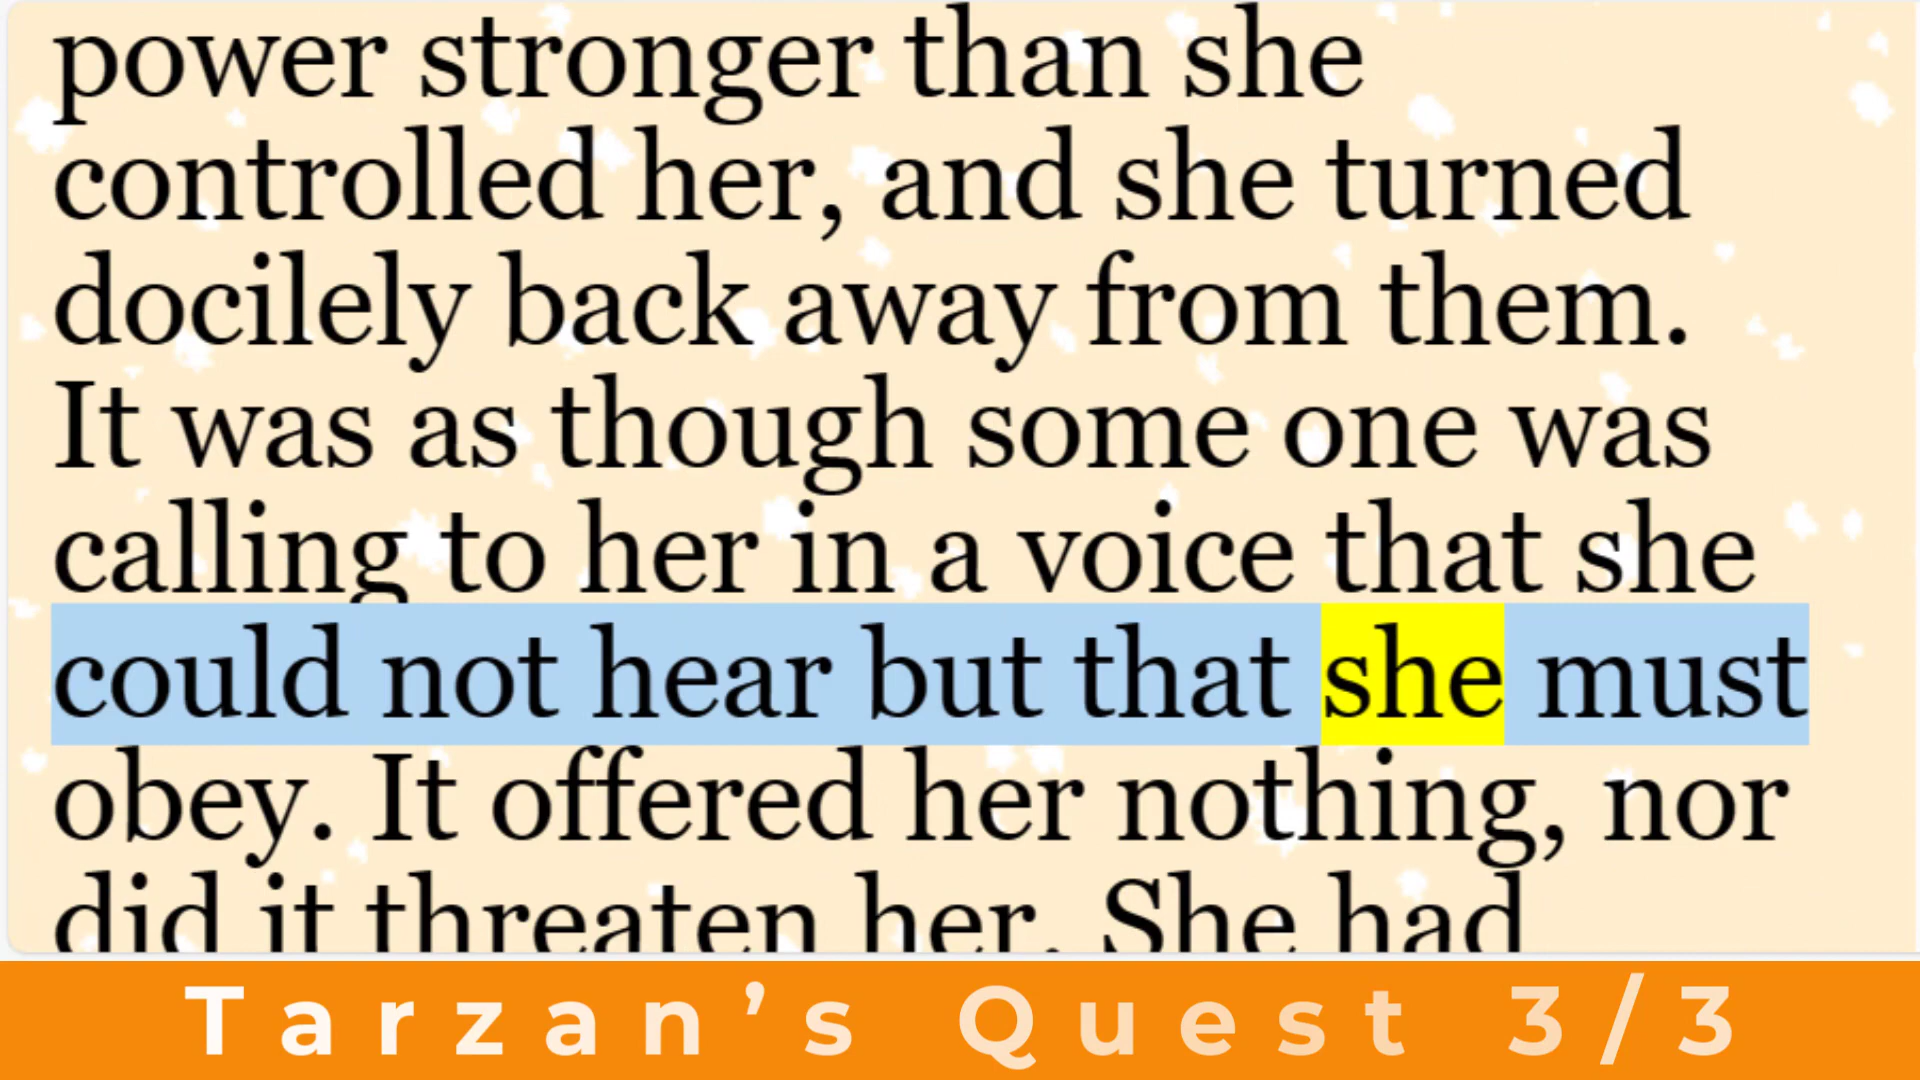 power stronger than she
controlled her, and she turned
docilely back away from them.
It was as though some one was
calling to her in a voice that she
could not hear but that she must
obey. It offered her nothing, nor
did it threaten her. She had
Tarzan’s Quest 3/3